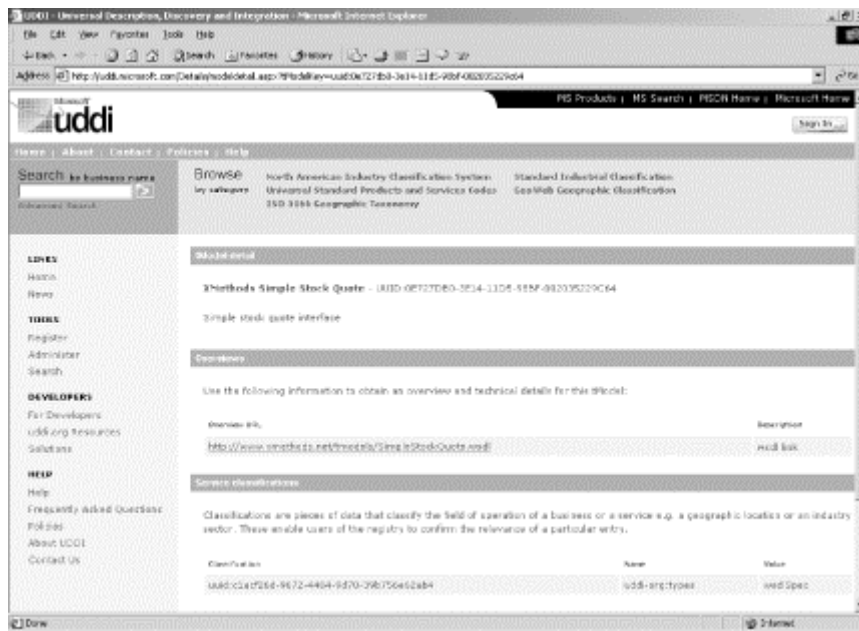 UDDI - Universal Description, Discovery and Integration - Microsoft Internet Explorer
File Edit View Favorites Tools Help
Back Search Favorites History
Address http://uddi.microsoft.com/Details/modeldetail.asp?
MS Products | MS Search | MSDN Home | Microsoft Home
Microsoft
uddi
Sign In
Home | About | Contact | Policies | Help
Search by business name
Advanced Search
Browse
by category
North American Industry Classification System
Universal Standard Products and Services Codes
ISO 3166 Geographic Taxonomy
Standard Industrial Classification
GeoWeb Geographic Classification
LINKS
Home
News
TOOLS
Register
Administer
Search
DEVELOPERS
For Developers
uddi.org Resources
Solutions
HELP
Help
Frequently Asked Questions
Policies
About UDDI
Contact Us
tModel detail
XMethods Simple Stock Quote - UUID:0E727DB0-3E14-11D5-98BF-002035229C64
Simple stock quote interface
Overviews
Use the following information to obtain an overview and technical details for this tModel:
Overview URL Description
http://www.xmethods.net/tmodels/SimpleStockQuote.wsdl wsdl link
Service classifications
Classifications are pieces of data that classify the field of operation of a business or a service e.g. a geographic location or an industry
sector. These enable users of the registry to confirm the relevance of a particular entry.
Classification Name Value
uuid:c1acf26d-9672-4404-9d70-39b756e62ab4 uddi-org:types wsdlSpec
Done Internet